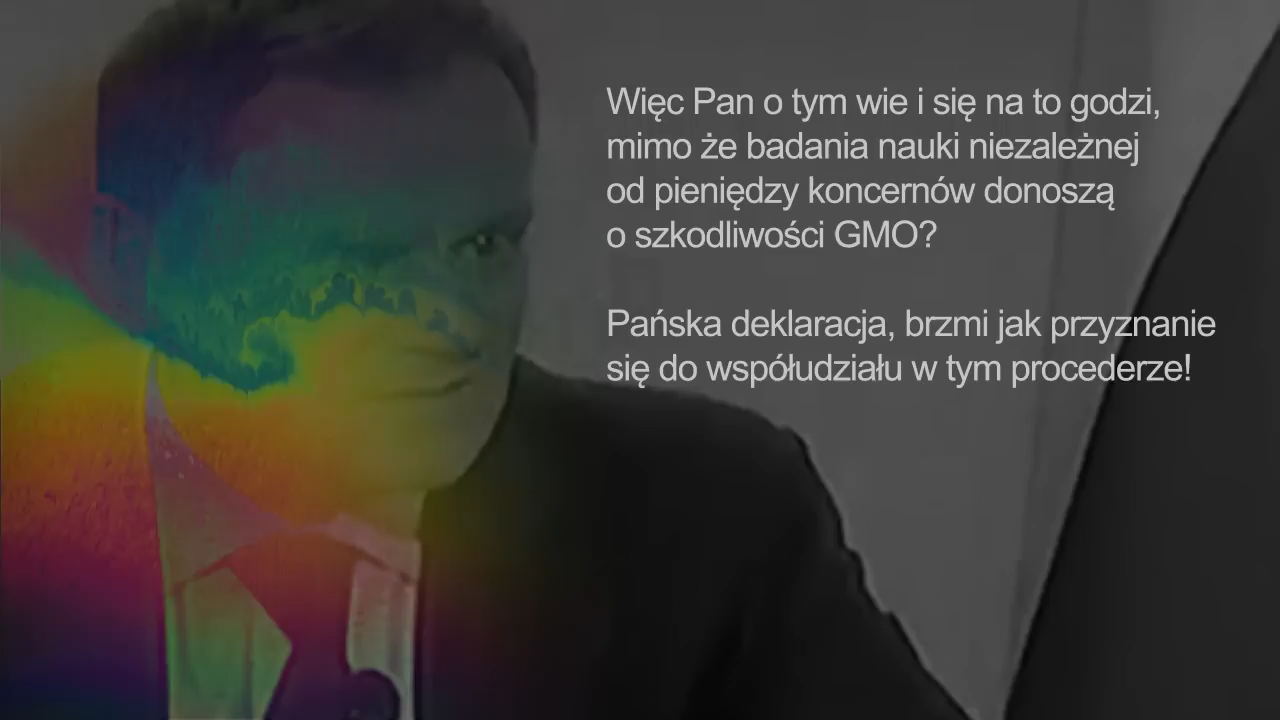 Więc Pan o tym wie i się na to godzi,
mimo że badania nauki niezależnej
od pieniędzy koncernów donoszą
o szkodliwości GMO?
Pańska deklaracja, brzmi jak przyznanie
się do współudziału w tym procederze!